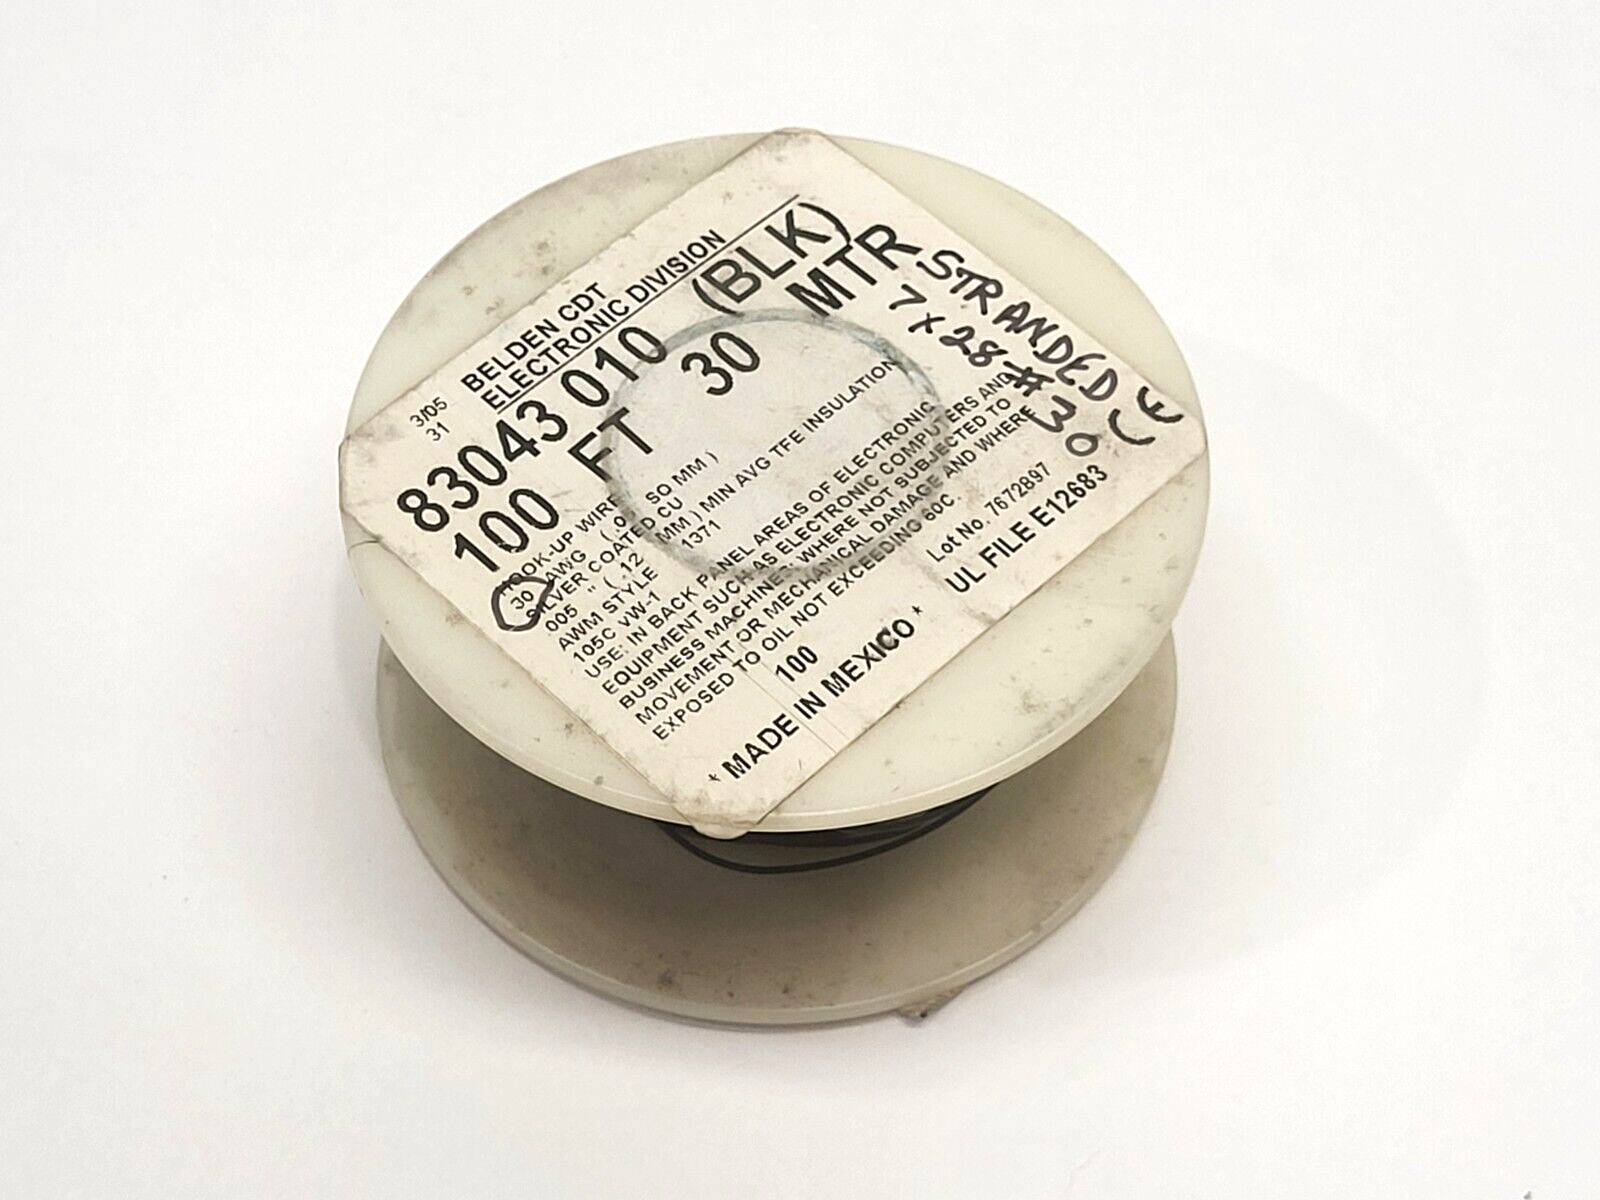 BELDEN CDT
ELECTRONIC DIVISION
3/05
31
83043 010 (BLK)
100 FT 30 MTR
STRANDED
7 x 28 #
30
CE
HOOK-UP WIRE
30 AWG ( .0 SQ MM )
SILVER COATED CU
.005 " ( .12 MM ) MIN AVG TFE INSULATION
AWM STYLE 1371
105C VW-1
USE: IN BACK PANEL AREAS OF ELECTRONIC
EQUIPMENT SUCH AS ELECTRONIC COMPUTERS AND
BUSINESS MACHINES, WHERE NOT SUBJECTED TO
MOVEMENT OR MECHANICAL DAMAGE AND WHERE
EXPOSED TO OIL NOT EXCEEDING 60C.
100
Lot No. 7672897
* MADE IN MEXICO *
UL FILE E12683